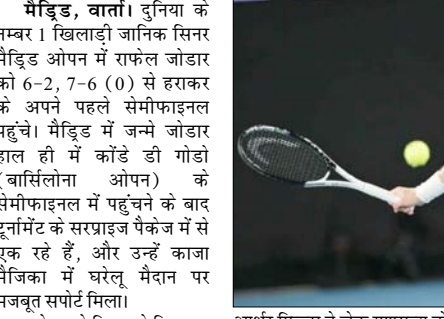 मैड्रिड, वार्ता। दुनिया के
नम्बर 1 खिलाड़ी जानिक सिनर
मैड्रिड ओपन में राफेल जोडार
को 6-2, 7-6 (0) से हराकर
के अपने पहले सेमीफाइनल
पहुंचे। मैड्रिड में जन्मे जोडार
हाल ही में कोंडे डी गोडो
(बार्सिलोना ओपन) के
सेमीफाइनल में पहुंचने के बाद
टूर्नामेंट के सरप्राइज पैकेज में से
एक रहे हैं, और उन्हें काजा
मैजिका में घरेलू मैदान पर
मजबूत सपोर्ट मिला।